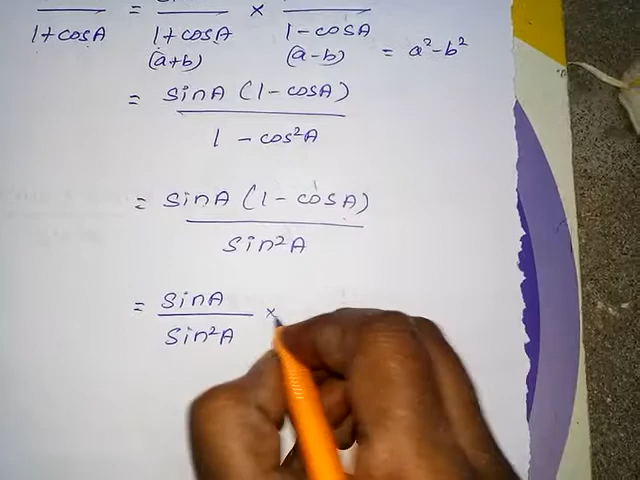 1+cosA = 1+cosA × 1-cosA
(a+b) (a-b) = a²-b²
= sinA (1-cosA)
1 - cos²A
= sinA (1-cosA)
sin²A
= sinA ×
sin²A